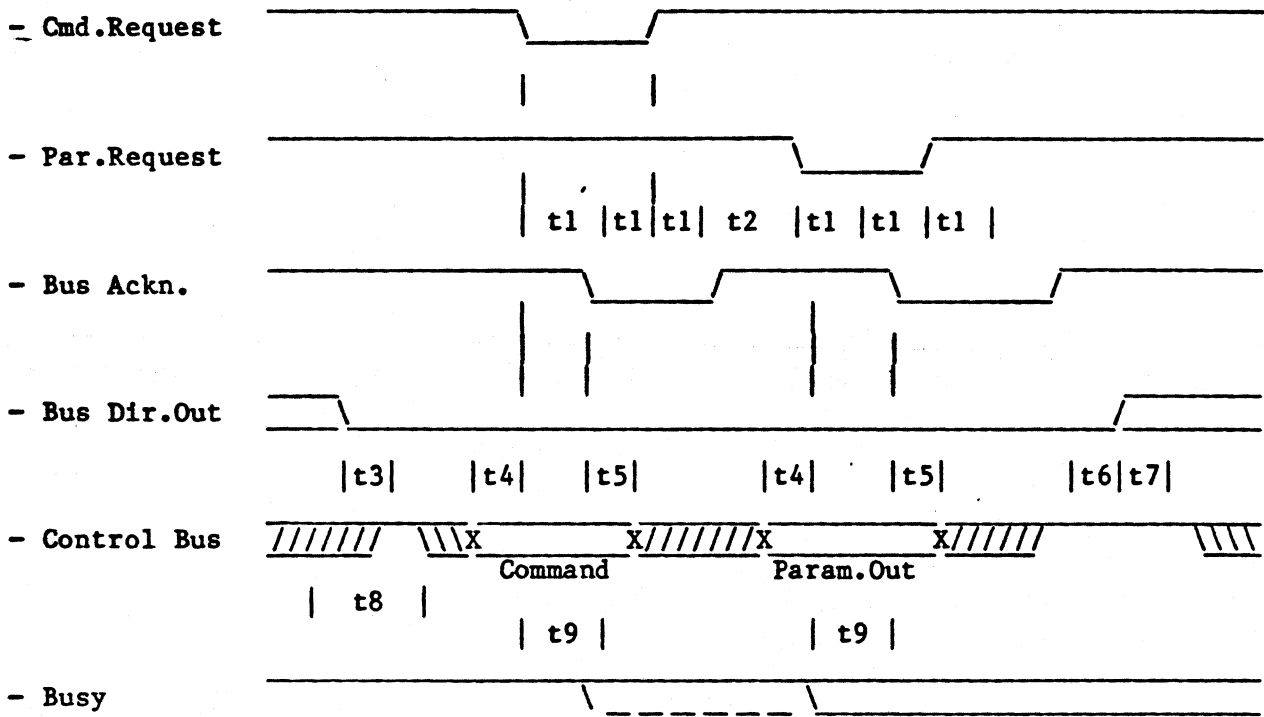 - Cmd.Request
- Par.Request
| t1 |t1|t1| t2 |t1 |t1 |t1 |
- Bus Ackn.
- Bus Dir.Out
|t3| |t4| |t5| |t4| |t5| |t6|t7|
- Control Bus
///////  \\\X X///////X X//////  \\\\
Command Param.Out
| t8 |
| t9 | | t9 |
- Busy